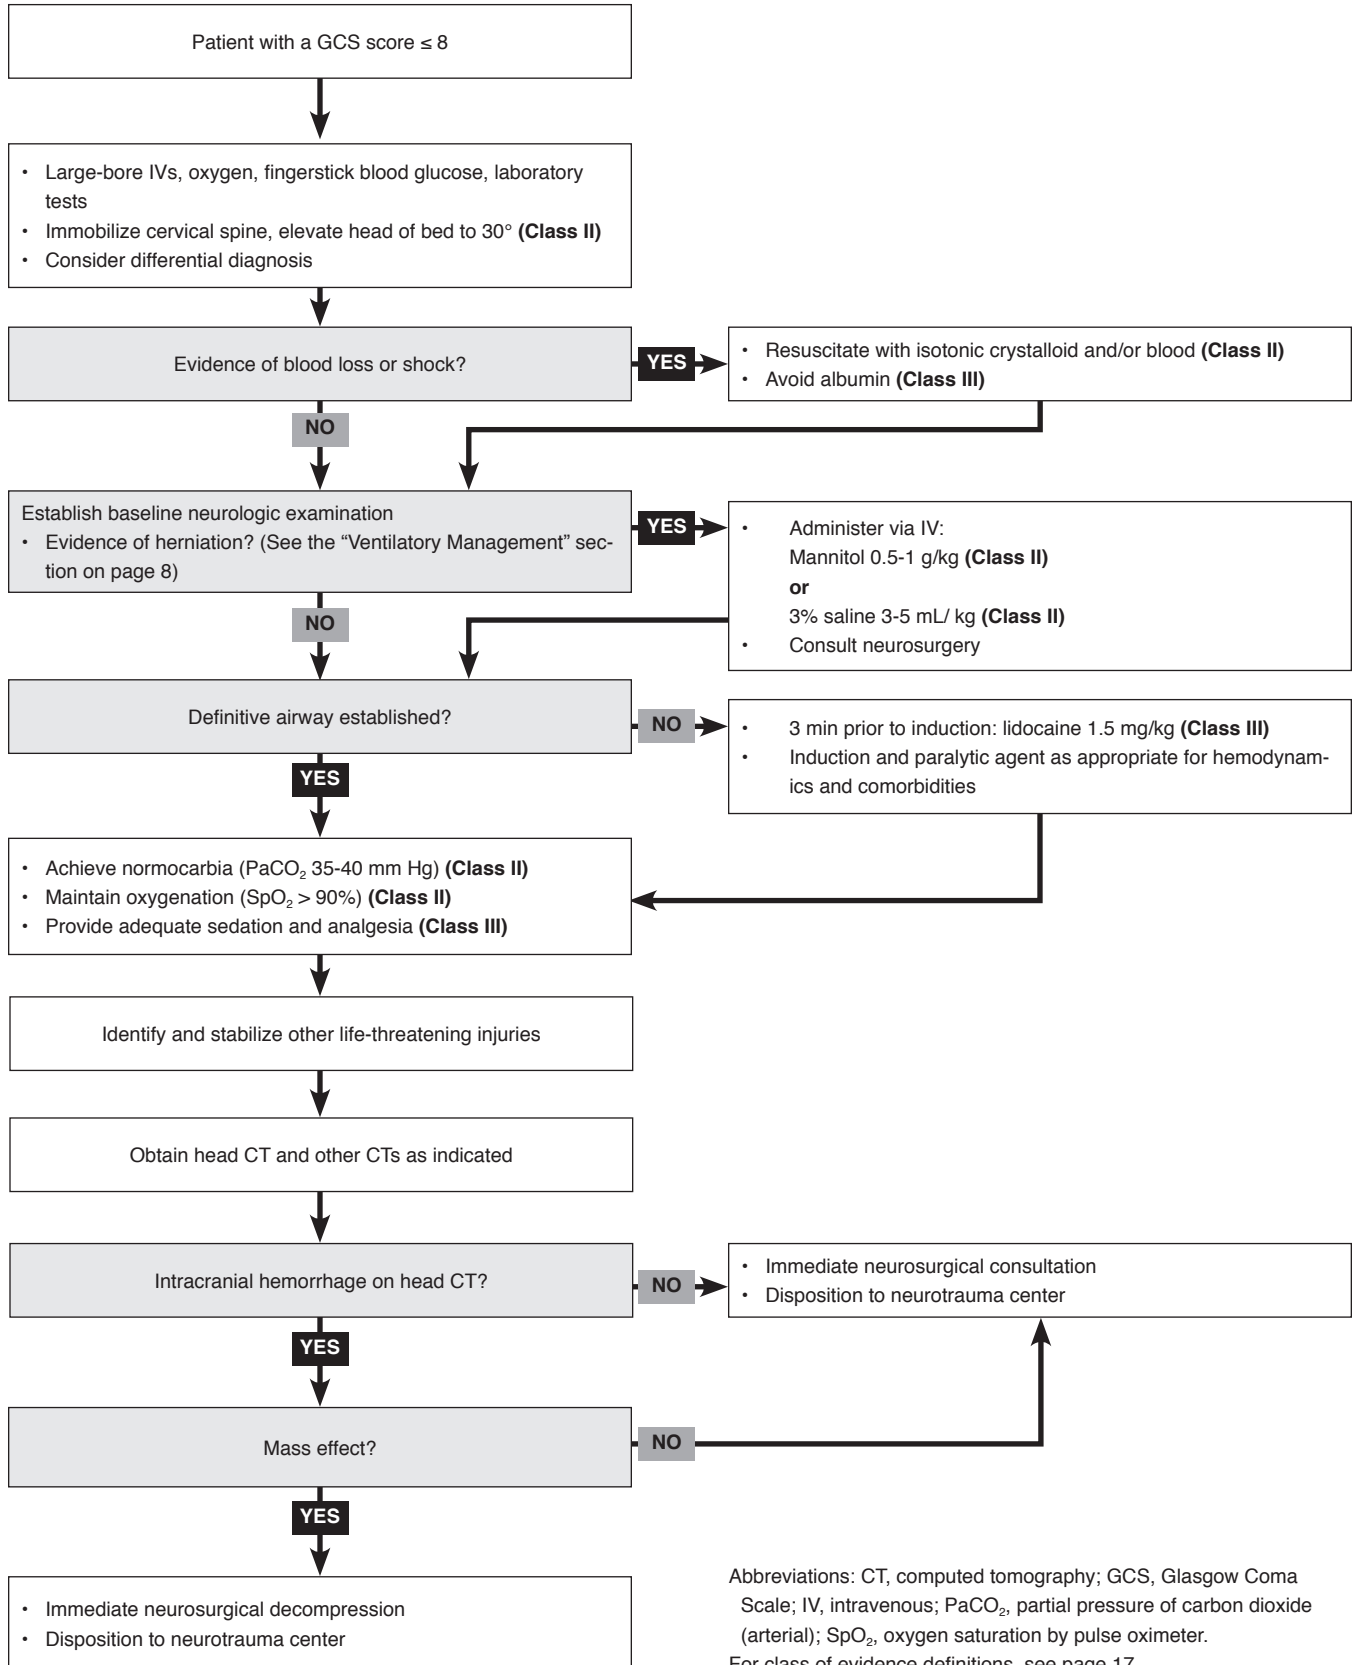 Patient with a GCS score ≤ 8
• Large-bore IVs, oxygen, fingerstick blood glucose, laboratory
tests
• Immobilize cervical spine, elevate head of bed to 30° (Class II)
• Consider differential diagnosis
Evidence of blood loss or shock?
YES
• Resuscitate with isotonic crystalloid and/or blood (Class II)
• Avoid albumin (Class III)
NO
Establish baseline neurologic examination
• Evidence of herniation? (See the “Ventilatory Management” sec-
tion on page 8)
YES
• Administer via IV:
Mannitol 0.5-1 g/kg (Class II)
or
3% saline 3-5 mL/ kg (Class II)
• Consult neurosurgery
NO
Definitive airway established?
NO
• 3 min prior to induction: lidocaine 1.5 mg/kg (Class III)
• Induction and paralytic agent as appropriate for hemodynam-
ics and comorbidities
YES
• Achieve normocarbia (PaCO₂ 35-40 mm Hg) (Class II)
• Maintain oxygenation (SpO₂ > 90%) (Class II)
• Provide adequate sedation and analgesia (Class III)
Identify and stabilize other life-threatening injuries
Obtain head CT and other CTs as indicated
Intracranial hemorrhage on head CT?
NO
• Immediate neurosurgical consultation
• Disposition to neurotrauma center
YES
Mass effect?
NO
YES
• Immediate neurosurgical decompression
• Disposition to neurotrauma center
Abbreviations: CT, computed tomography; GCS, Glasgow Coma
Scale; IV, intravenous; PaCO₂, partial pressure of carbon dioxide
(arterial); SpO₂, oxygen saturation by pulse oximeter.
For class of evidence definitions, see page 17.